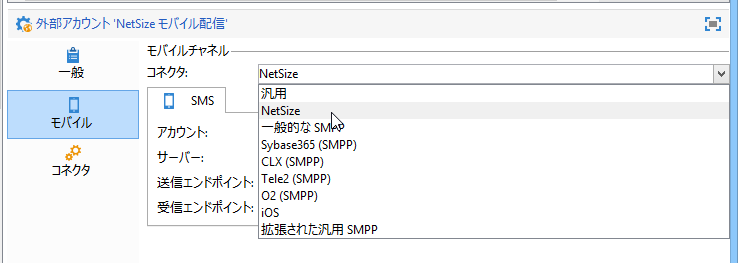 外部アカウント 'NetSize モバイル配信'
一般
モバイル
コネクタ
モバイルチャネル
コネクタ: NetSize
汎用
NetSize
一般的な SMPP
Sybase365 (SMPP)
CLX (SMPP)
Tele2 (SMPP)
O2 (SMPP)
iOS
拡張された汎用 SMPP
SMS
アカウント:
サーバー:
送信エンドポイント:
受信エンドポイント: